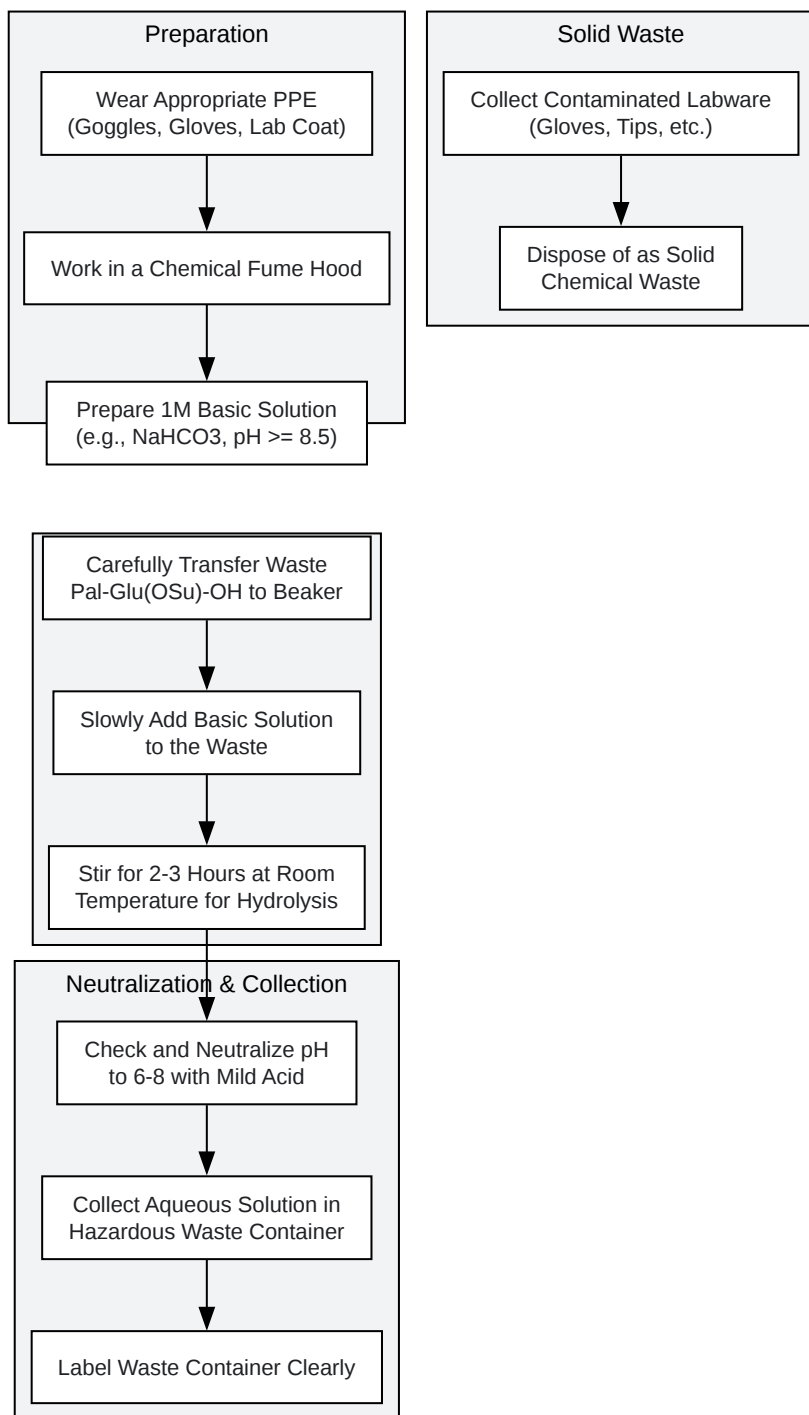 Preparation
Wear Appropriate PPE
(Goggles, Gloves, Lab Coat)
Work in a Chemical Fume Hood
Prepare 1M Basic Solution
(e.g., NaHCO3, pH >= 8.5)
Solid Waste
Collect Contaminated Labware
(Gloves, Tips, etc.)
Dispose of as Solid
Chemical Waste
Carefully Transfer Waste
Pal-Glu(OSu)-OH to Beaker
Slowly Add Basic Solution
to the Waste
Stir for 2-3 Hours at Room
Temperature for Hydrolysis
Neutralization & Collection
Check and Neutralize pH
to 6-8 with Mild Acid
Collect Aqueous Solution in
Hazardous Waste Container
Label Waste Container Clearly